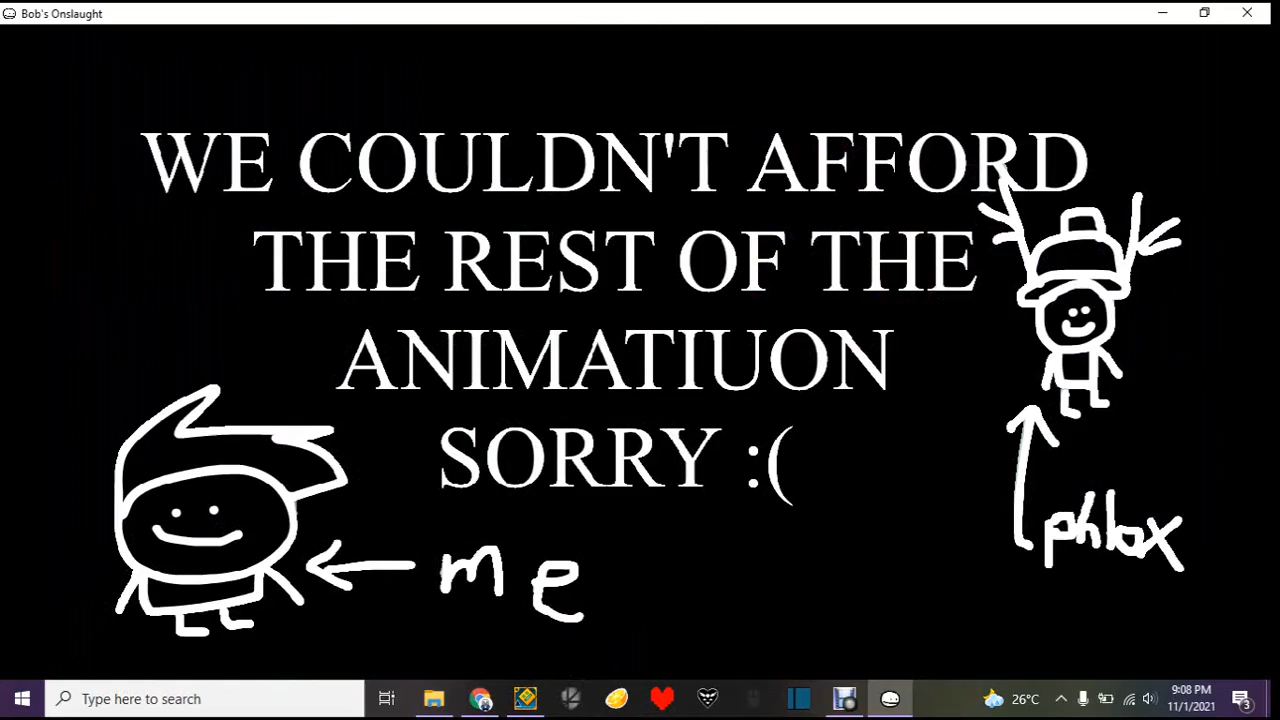 Bob's Onslaught
WE COULDN'T AFFORD
THE REST OF THE
ANIMATIUON
SORRY :(
me
phlox
Type here to search
26°C
9:08 PM
11/1/2021
3